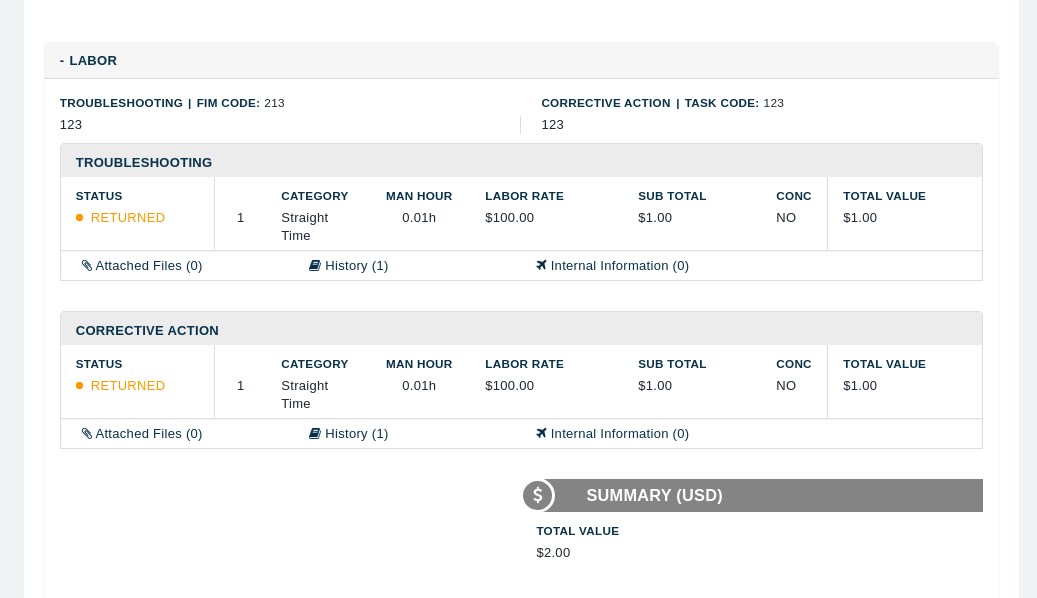 - LABOR
TROUBLESHOOTING | FIM CODE: 213
123
CORRECTIVE ACTION | TASK CODE: 123
123
TROUBLESHOOTING
STATUS CATEGORY MAN HOUR LABOR RATE SUB TOTAL CONC TOTAL VALUE
RETURNED 1 Straight 0.01h $100.00 $1.00 NO $1.00
Time
Attached Files (0) History (1) Internal Information (0)
CORRECTIVE ACTION
STATUS CATEGORY MAN HOUR LABOR RATE SUB TOTAL CONC TOTAL VALUE
RETURNED 1 Straight 0.01h $100.00 $1.00 NO $1.00
Time
Attached Files (0) History (1) Internal Information (0)
$ SUMMARY (USD)
TOTAL VALUE
$2.00